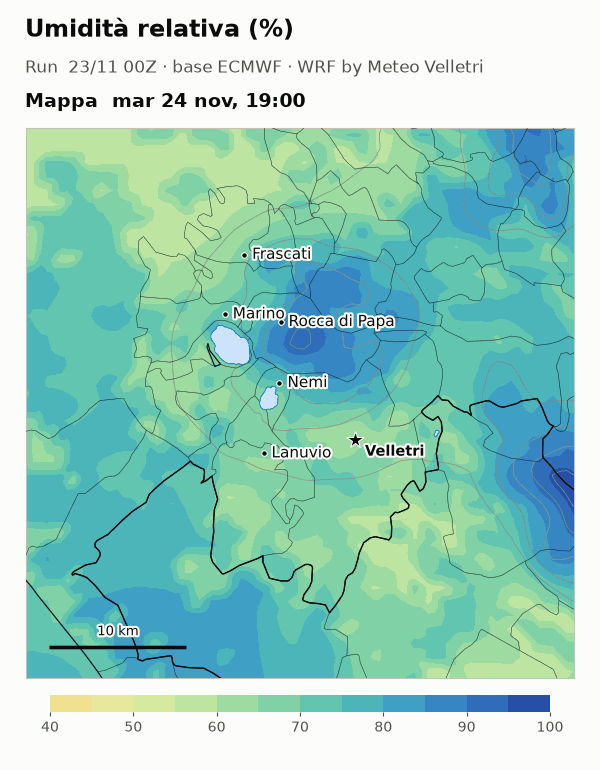 Umidità relativa (%)
Run 23/11 00Z · base ECMWF · WRF by Meteo Velletri
Mappa mar 24 nov, 19:00
Frascati
Marino
Rocca di Papa
Nemi
Lanuvio
Velletri
10 km
40 50 60 70 80 90 100